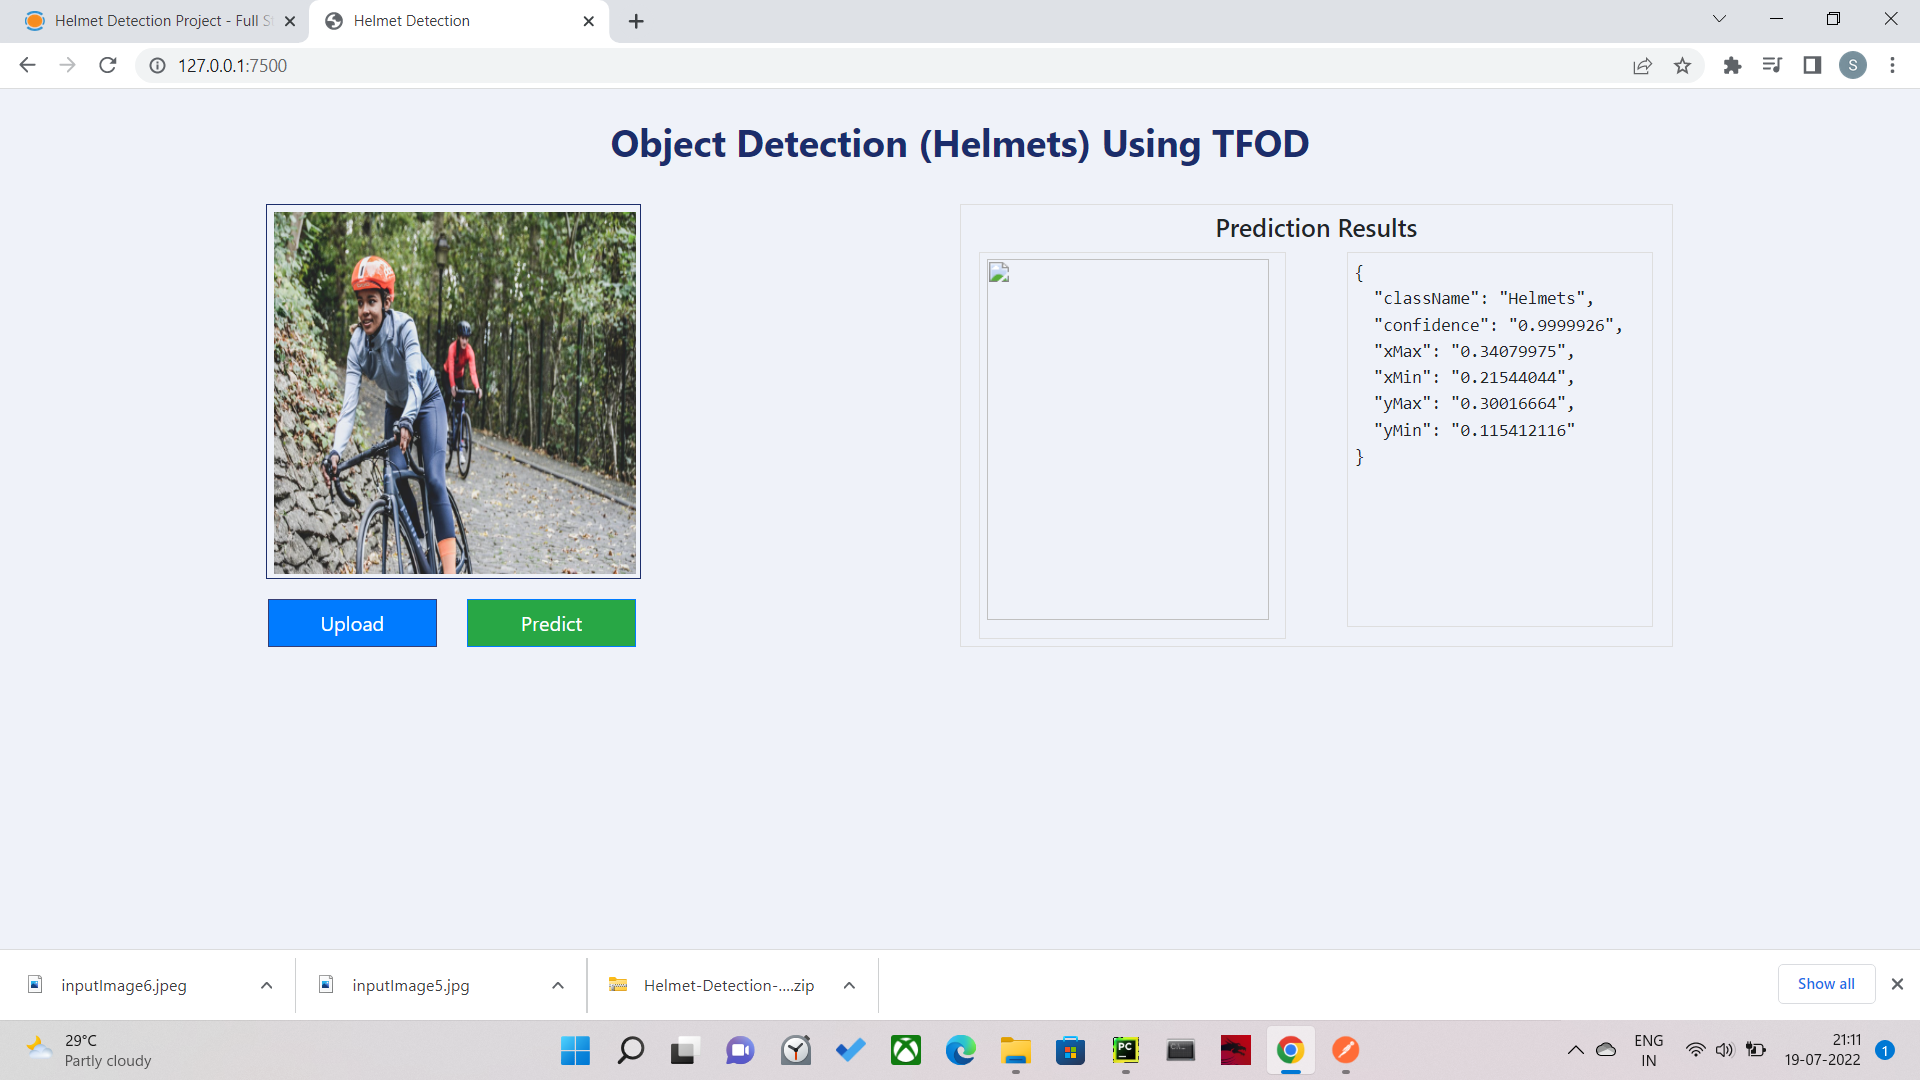 Helmet Detection Project - Full S
Helmet Detection
127.0.0.1:7500
S
Object Detection (Helmets) Using TFOD
Upload
Predict
Prediction Results
{
"className": "Helmets",
"confidence": "0.9999926",
"xMax": "0.34079975",
"xMin": "0.21544044",
"yMax": "0.30016664",
"yMin": "0.115412116"
}
inputImage6.jpeg
inputImage5.jpg
Helmet-Detection-....zip
Show all
29°C
Partly cloudy
PC
ENG
IN
21:11
19-07-2022
1